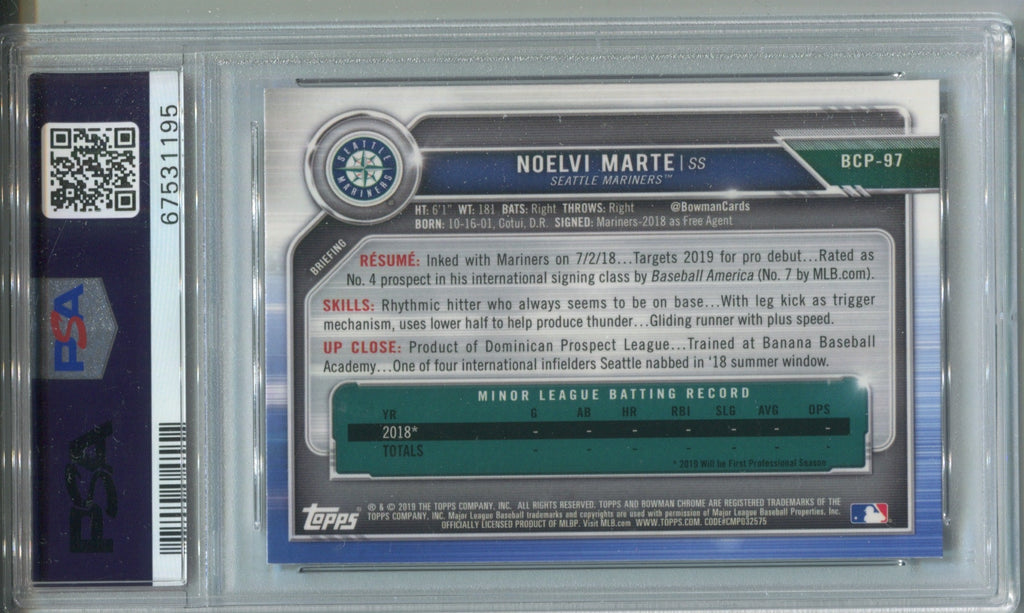 67531195
PSA
PSA
SEATTLE
MARINERS
NOELVI MARTE | SS
SEATTLE MARINERS™
BCP-97
HT: 6'1" WT: 181 BATS: Right THROWS: Right @BowmanCards
BORN: 10-16-01, Cotui, D.R. SIGNED: Mariners-2018 as Free Agent
BRIEFING
RÉSUMÉ: Inked with Mariners on 7/2/18...Targets 2019 for pro debut...Rated as
No. 4 prospect in his international signing class by Baseball America (No. 7 by MLB.com).
SKILLS: Rhythmic hitter who always seems to be on base...With leg kick as trigger
mechanism, uses lower half to help produce thunder...Gliding runner with plus speed.
UP CLOSE: Product of Dominican Prospect League...Trained at Banana Baseball
Academy...One of four international infielders Seattle nabbed in '18 summer window.
MINOR LEAGUE BATTING RECORD
YR G AB HR RBI SLG AVG OPS
2018* - - - - - - -
TOTALS - - - - - - -
* 2019 Will be First Professional Season
Topps
® & © 2019 THE TOPPS COMPANY, INC. ALL RIGHTS RESERVED. TOPPS AND BOWMAN CHROME ARE REGISTERED TRADEMARKS OF THE
TOPPS COMPANY, INC. Major League Baseball trademarks and copyrights are used with permission of Major League Baseball Properties, Inc.
OFFICIALLY LICENSED PRODUCT OF MLBP. Visit MLB.com WWW.TOPPS.COM. CODE#CMP032575